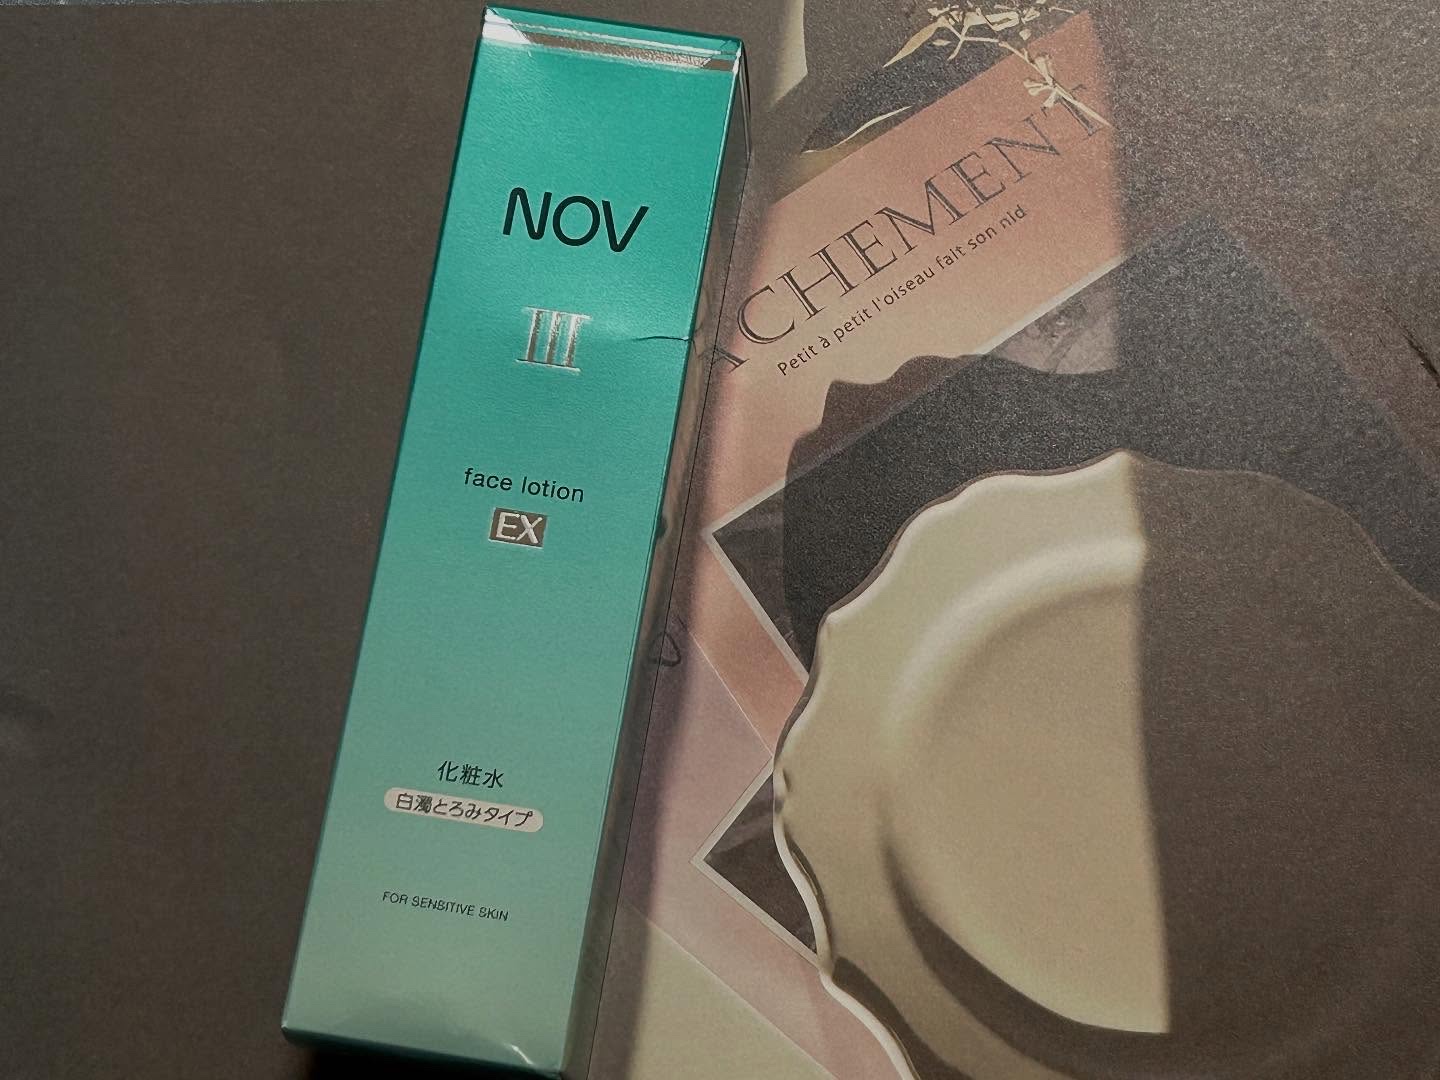 NOV
III
face lotion
EX
化粧水
白濁とろみタイプ
FOR SENSITIVE SKIN
ACHEMENT
Petit à petit l'oiseau fait son nid